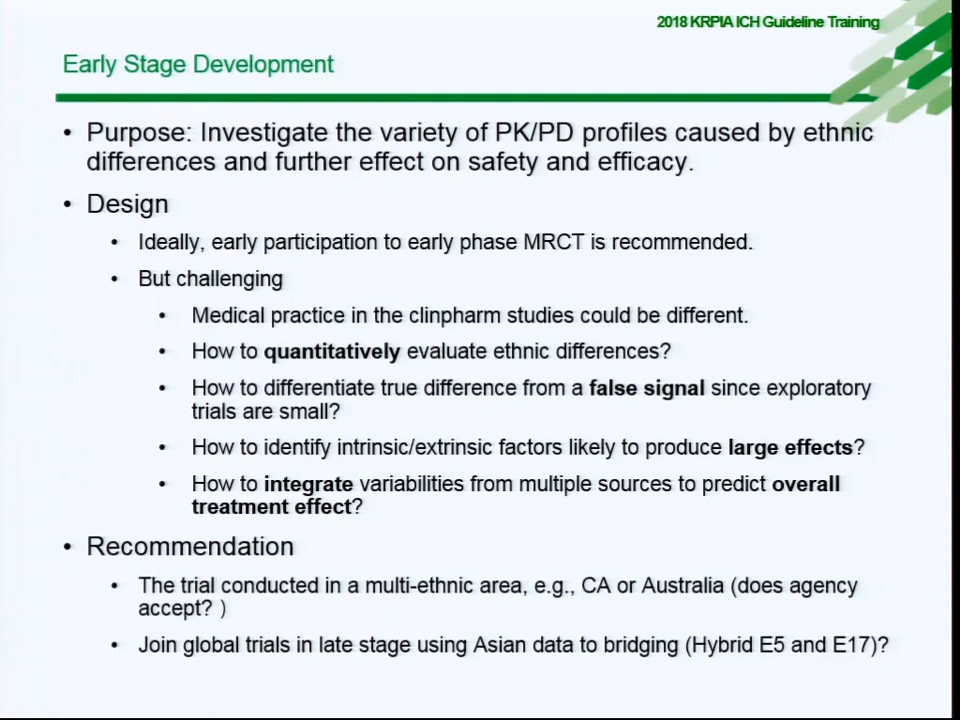 2018 KRPIA ICH Guideline Training
Early Stage Development
• Purpose: Investigate the variety of PK/PD profiles caused by ethnic
differences and further effect on safety and efficacy.
• Design
• Ideally, early participation to early phase MRCT is recommended.
• But challenging
• Medical practice in the clinpharm studies could be different.
• How to quantitatively evaluate ethnic differences?
• How to differentiate true difference from a false signal since exploratory
trials are small?
• How to identify intrinsic/extrinsic factors likely to produce large effects?
• How to integrate variabilities from multiple sources to predict overall
treatment effect?
• Recommendation
• The trial conducted in a multi-ethnic area, e.g., CA or Australia (does agency
accept? )
• Join global trials in late stage using Asian data to bridging (Hybrid E5 and E17)?